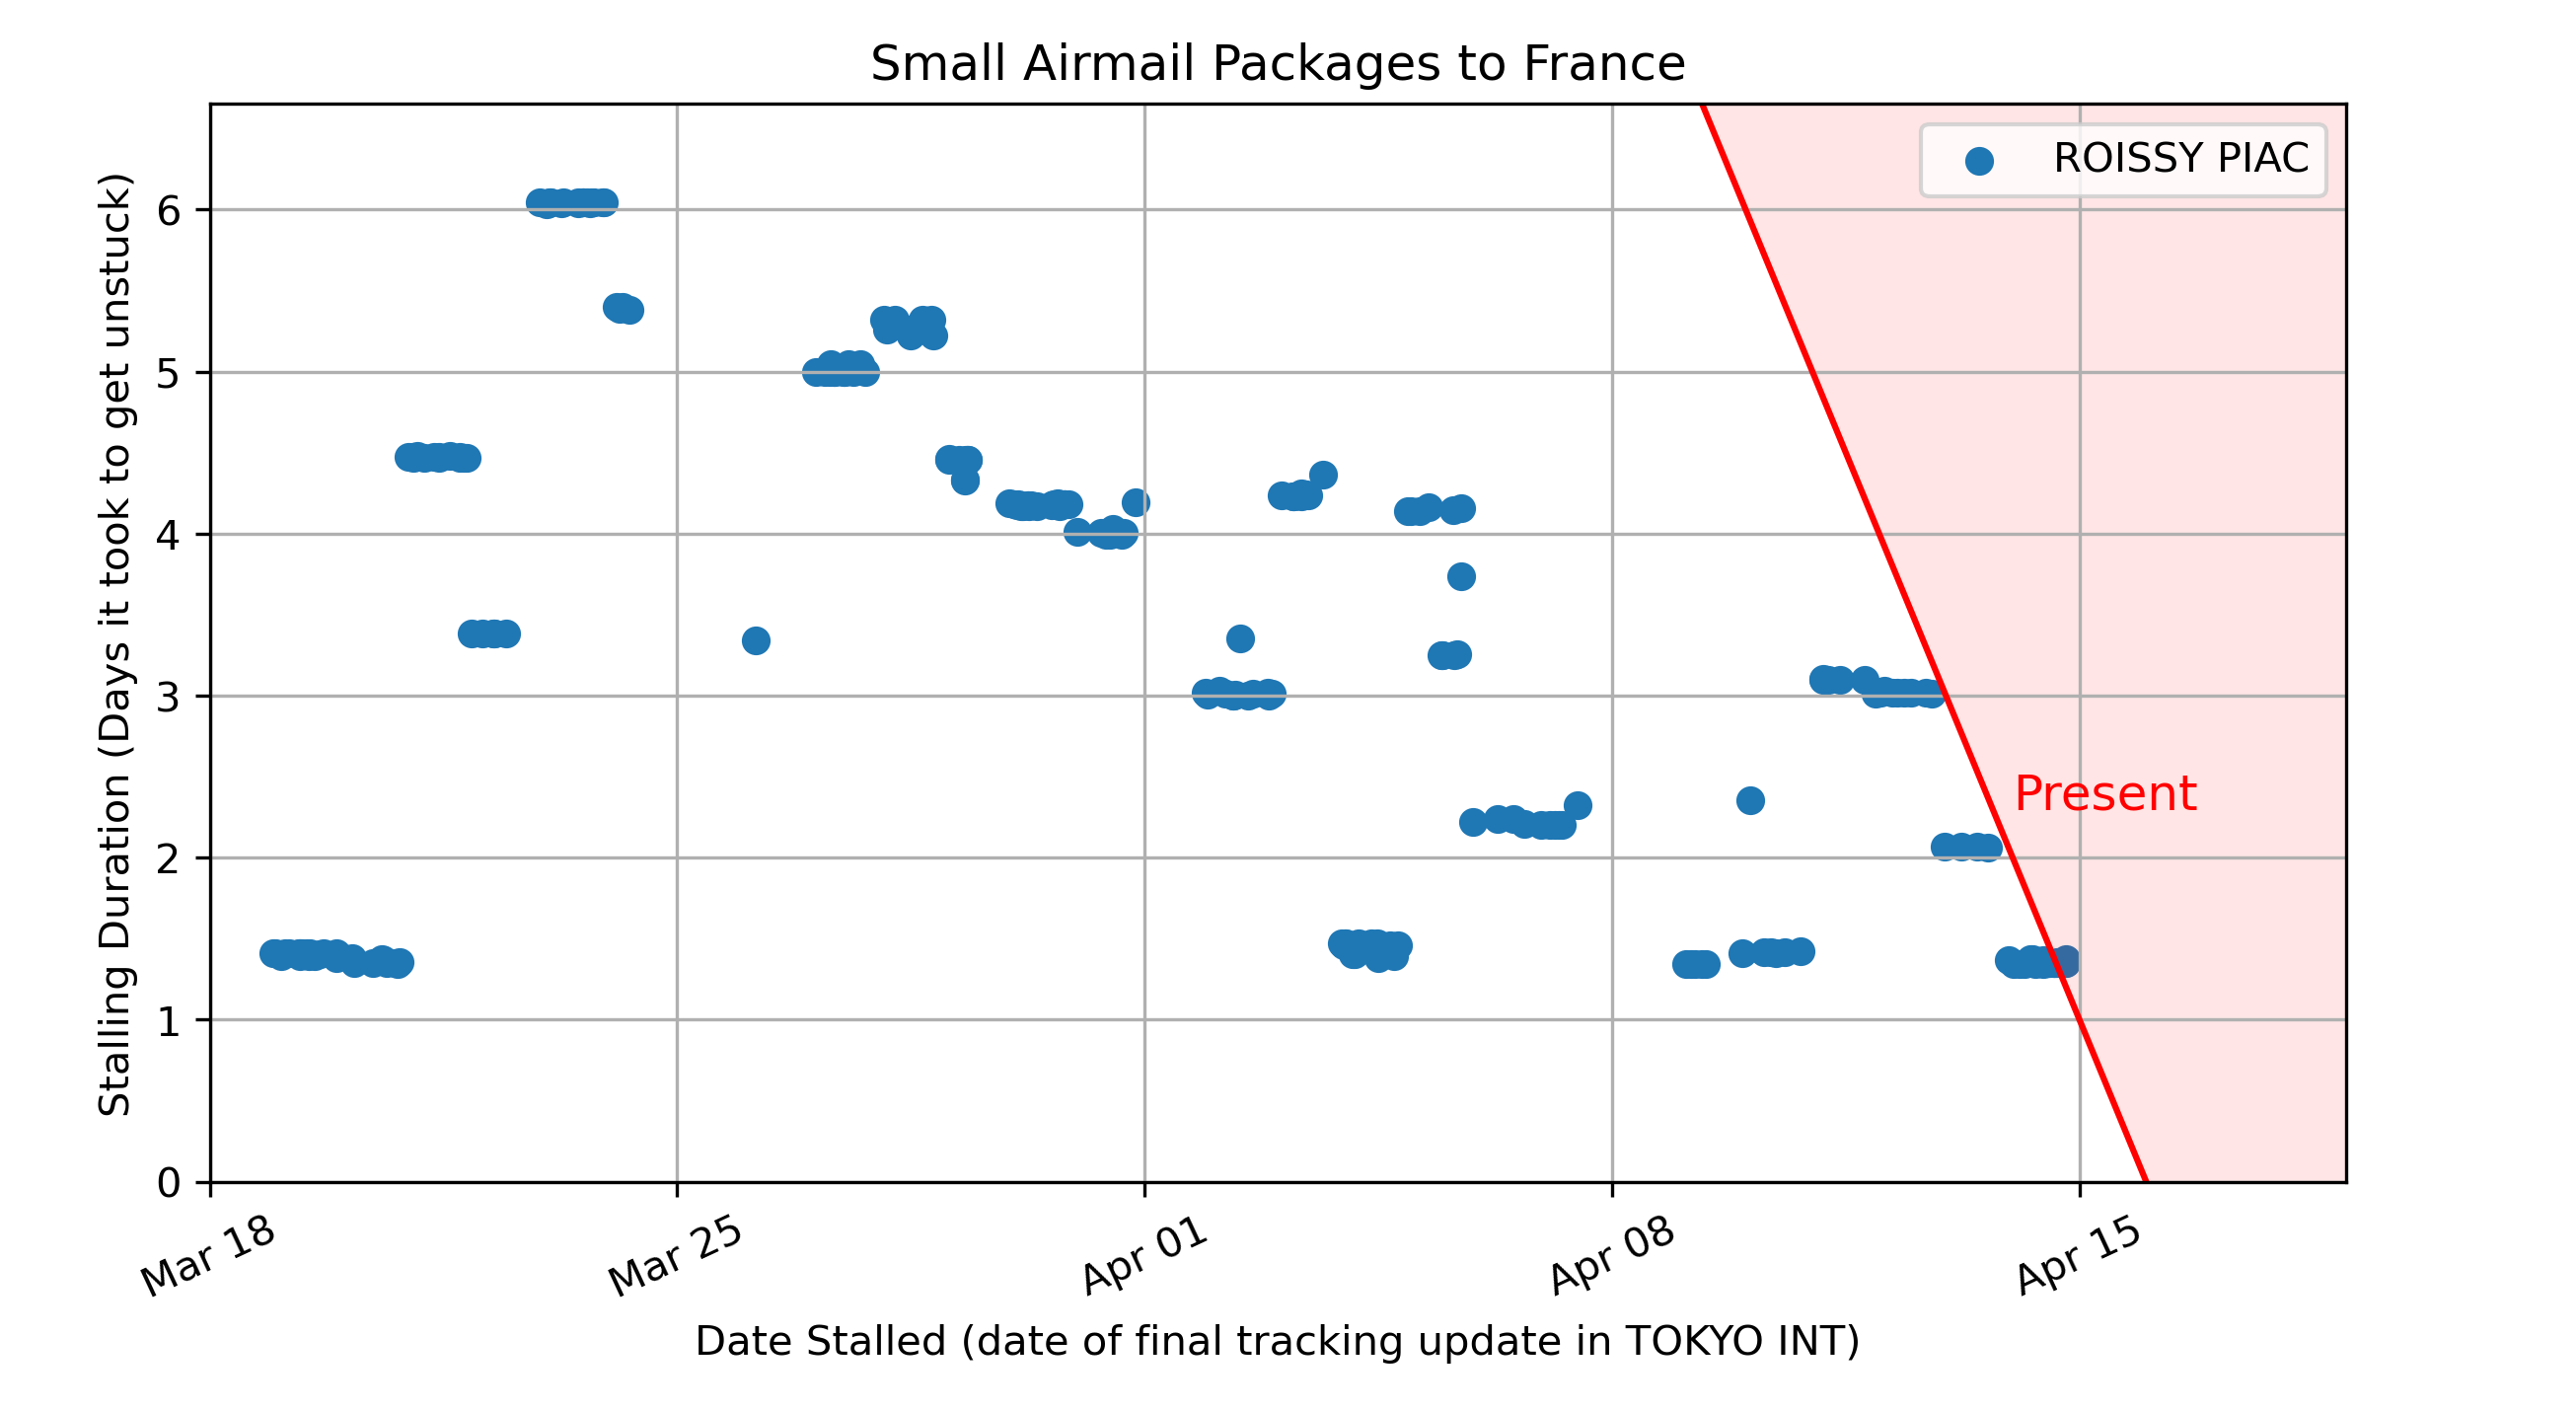 Small Airmail Packages to France
ROISSY PIAC
Stalling Duration (Days it took to get unstuck)
6
5
4
3
2
1
0
Present
Mar 18
Mar 25
Apr 01
Apr 08
Apr 15
Date Stalled (date of final tracking update in TOKYO INT)